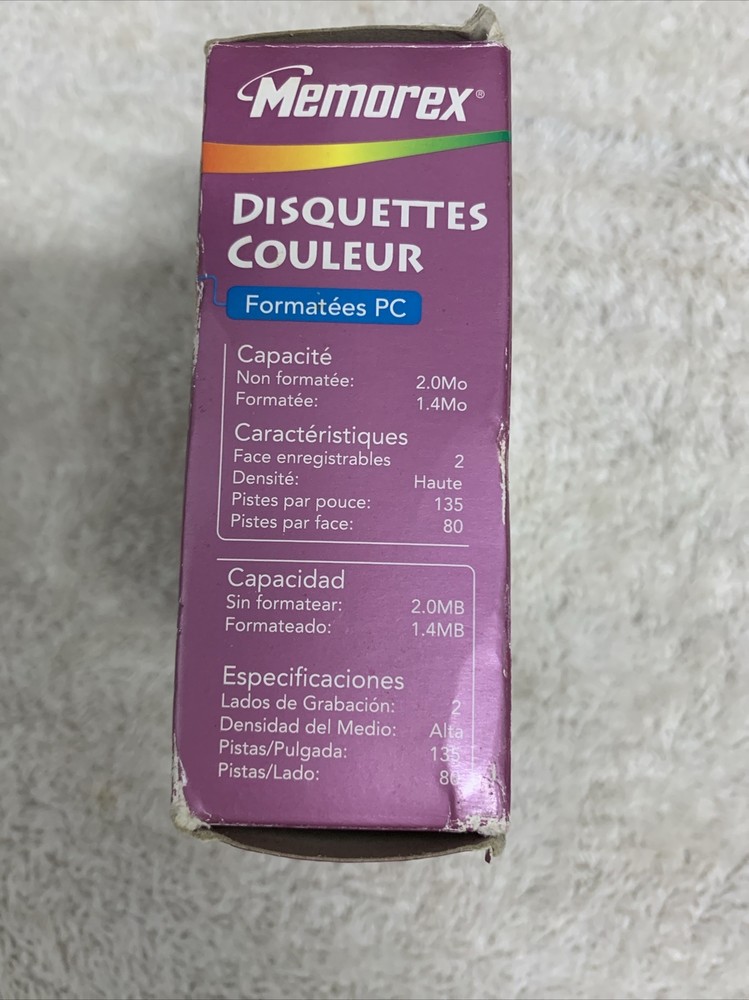 Memorex®
DISQUETTES
COULEUR
Formatées PC
Capacité
Non formatée: 2.0Mo
Formatée: 1.4Mo
Caractéristiques
Face enregistrables 2
Densité: Haute
Pistes par pouce: 135
Pistes par face: 80
Capacidad
Sin formatear: 2.0MB
Formateado: 1.4MB
Especificaciones
Lados de Grabación: 2
Densidad del Medio: Alta
Pistas/Pulgada: 135
Pistas/Lado: 80